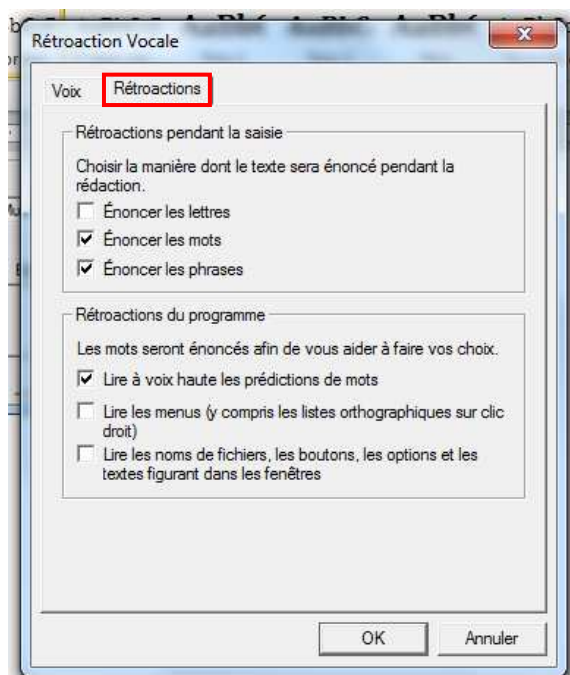 Rétroaction Vocale
Voix Rétroactions
Rétroactions pendant la saisie
Choisir la manière dont le texte sera énoncé pendant la
rédaction.
Énoncer les lettres
Énoncer les mots
Énoncer les phrases
Rétroactions du programme
Les mots seront énoncés afin de vous aider à faire vos choix.
Lire à voix haute les prédictions de mots
Lire les menus (y compris les listes orthographiques sur clic
droit)
Lire les noms de fichiers, les boutons, les options et les
textes figurant dans les fenêtres
OK Annuler